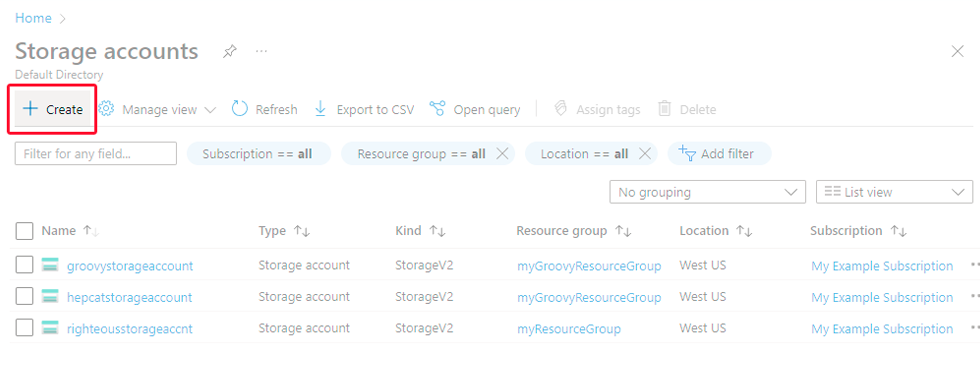 Home >
Storage accounts ...
Default Directory
+ Create Manage view Refresh Export to CSV Open query Assign tags Delete
Filter for any field... Subscription == all Resource group == all Location == all Add filter
No grouping List view
Name Type Kind Resource group Location Subscription
groovystorageaccount Storage account StorageV2 myGroovyResourceGroup West US My Example Subscription
hepcatstorageaccount Storage account StorageV2 myGroovyResourceGroup West US My Example Subscription
righteousstorageaccnt Storage account StorageV2 myResourceGroup West US My Example Subscription